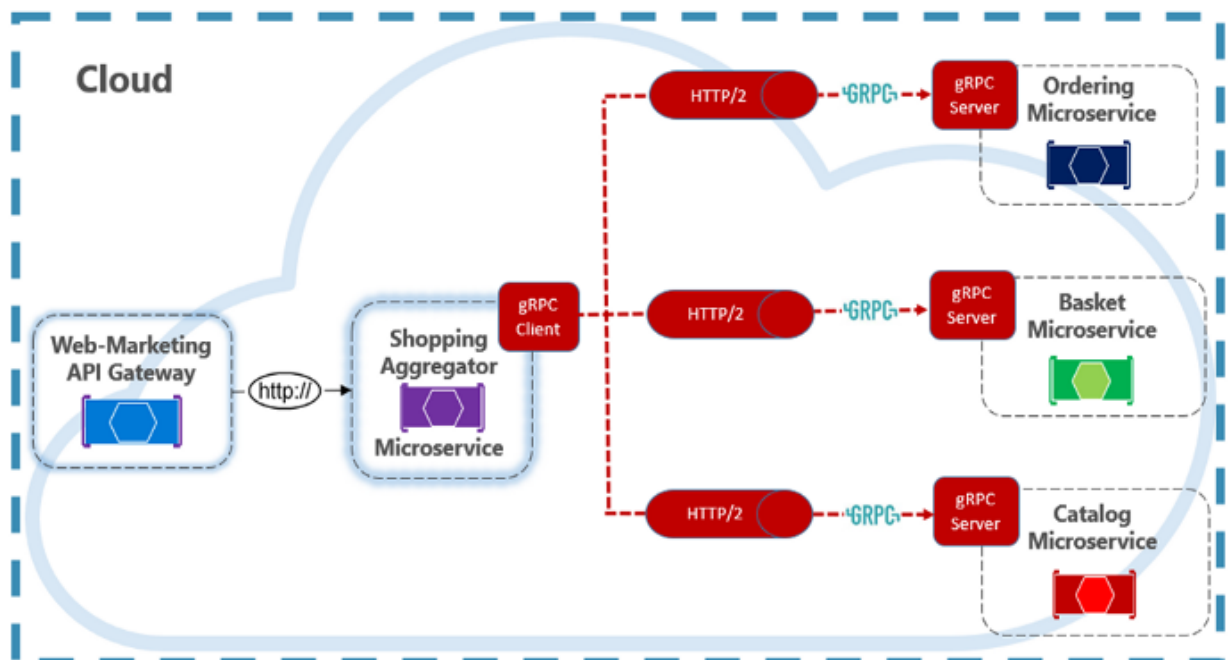 Cloud
Web-Marketing
API Gateway
http://
Shopping
Aggregator
Microservice
gRPC
Client
HTTP/2
GRPC
gRPC
Server
Ordering
Microservice
HTTP/2
GRPC
gRPC
Server
Basket
Microservice
HTTP/2
GRPC
gRPC
Server
Catalog
Microservice